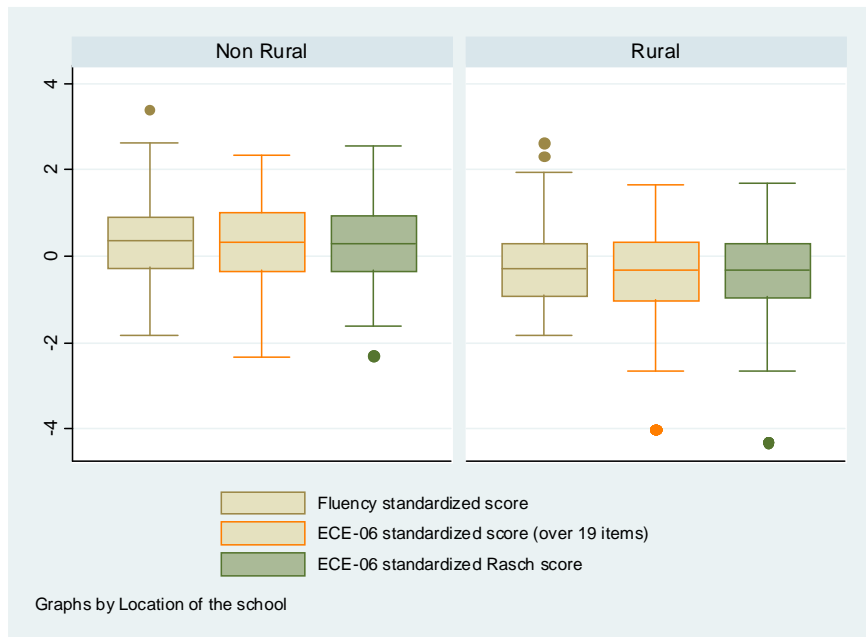 Non Rural
Rural
4
2
0
-2
-4
Fluency standardized score
ECE-06 standardized score (over 19 items)
ECE-06 standardized Rasch score
Graphs by Location of the school